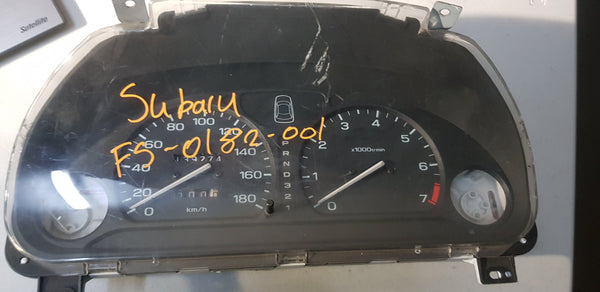 Satellite
Subaru
FS-0182-001
0 20 40 60 80 100 120 140 160 180
km/h
P
R
N
D
3
2
1
0 1 2 3 4 5 6 7
x1000r/min